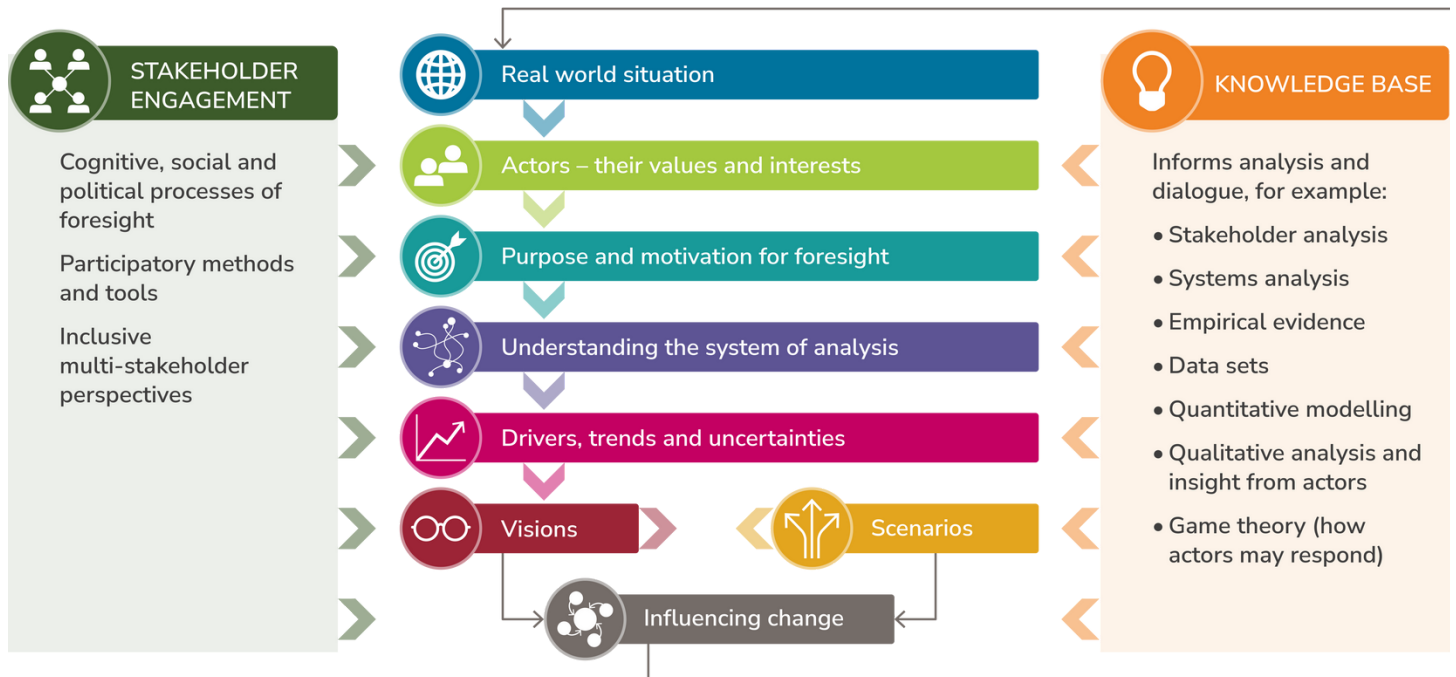 STAKEHOLDER
ENGAGEMENT
Cognitive, social and
political processes of
foresight
Participatory methods
and tools
Inclusive
multi-stakeholder
perspectives
Real world situation
Actors – their values and interests
Purpose and motivation for foresight
Understanding the system of analysis
Drivers, trends and uncertainties
Visions
Scenarios
Influencing change
KNOWLEDGE BASE
Informs analysis and
dialogue, for example:
• Stakeholder analysis
• Systems analysis
• Empirical evidence
• Data sets
• Quantitative modelling
• Qualitative analysis and
insight from actors
• Game theory (how
actors may respond)